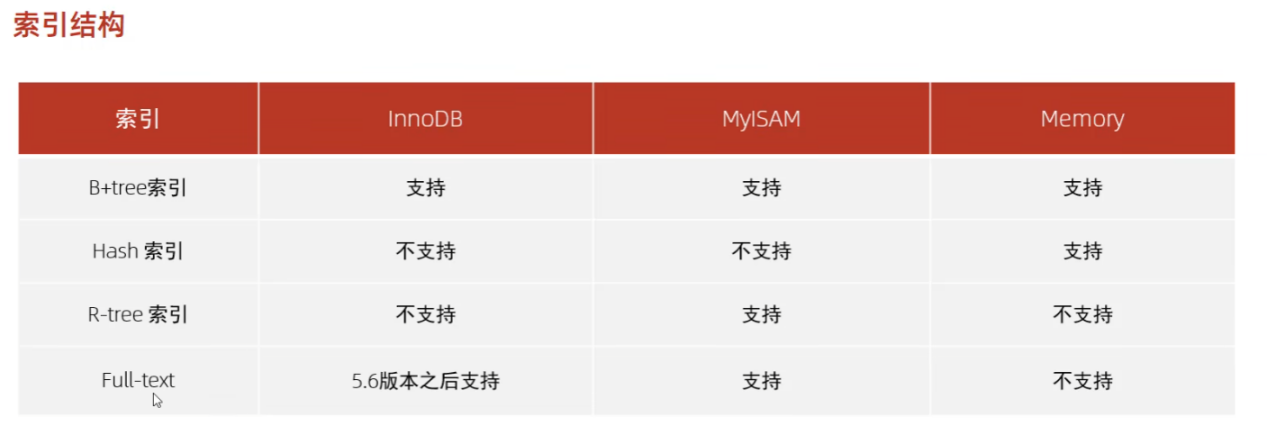 索引结构
索引 InnoDB MyISAM Memory
B+tree索引 支持 支持 支持
Hash 索引 不支持 不支持 支持
R-tree 索引 不支持 支持 不支持
Full-text 5.6版本之后支持 支持 不支持